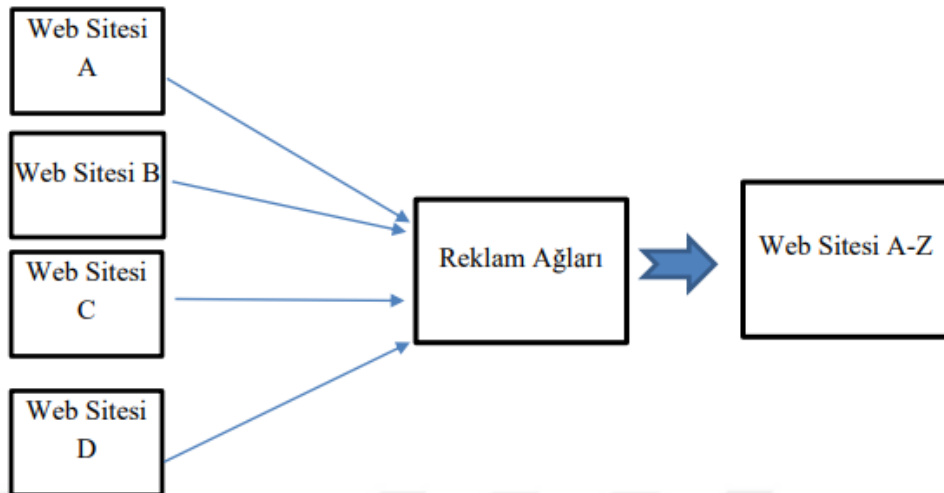 Web Sitesi
A
Web Sitesi B
Web Sitesi
C
Web Sitesi
D
Reklam Ağları
Web Sitesi A-Z